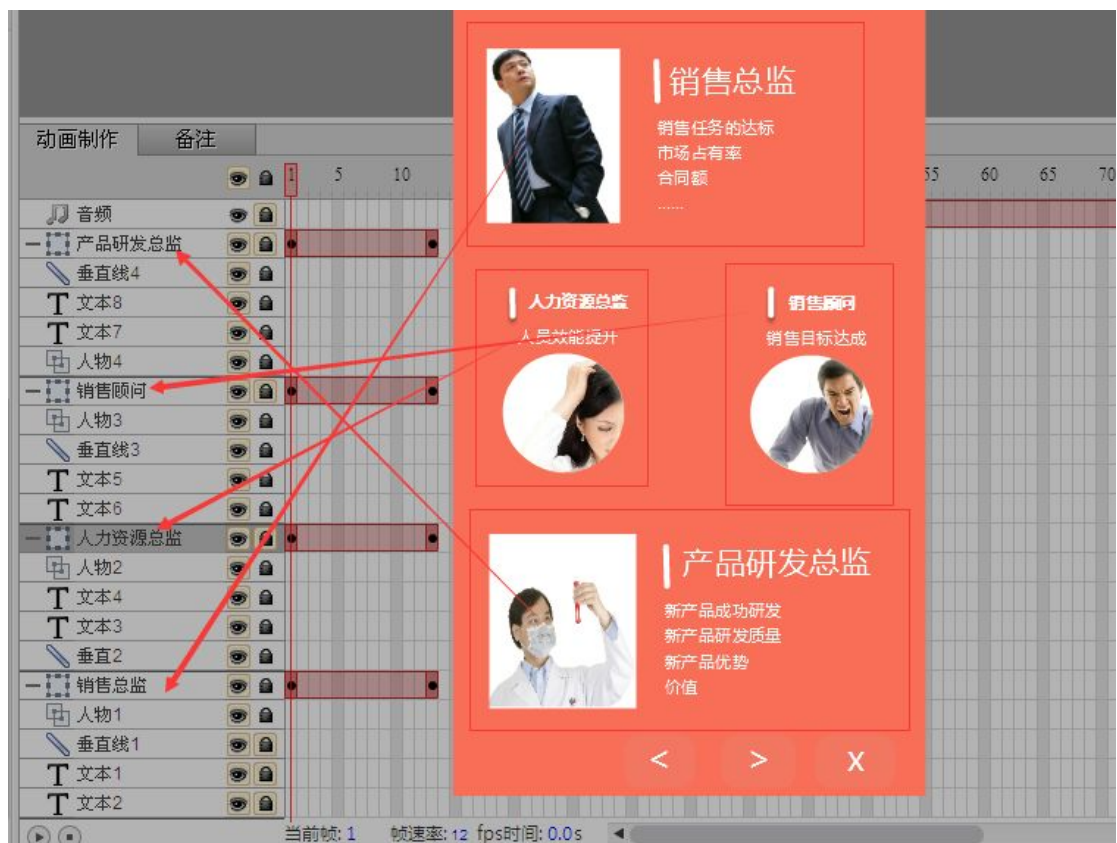 销售总监
销售任务的达标
市场占有率
合同额
......
动画制作 备注
1 5 10 55 60 65 70
音频
产品研发总监
垂直线4
文本8
文本7
人物4
销售顾问
人物3
垂直线3
文本5
文本6
人力资源总监
人物2
文本4
文本3
垂直2
销售总监
人物1
垂直线1
文本1
文本2
人力资源总监
人员效能提升
销售顾问
销售目标达成
产品研发总监
新产品成功研发
新产品研发质量
新产品优势
价值
< > X
当前帧: 1 帧速率: 12 fps时间: 0.0s